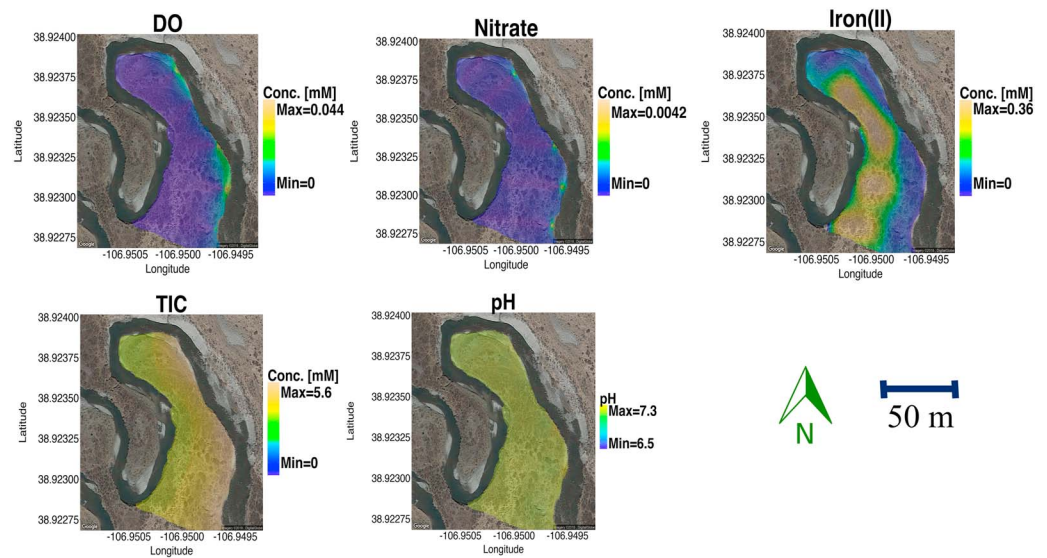 DO
38.92400
38.92375
38.92350
38.92325
38.92300
38.92275
Latitude
-106.9505 -106.9500 -106.9495
Longitude
Conc. [mM]
Max=0.044
Min=0
Google
Nitrate
38.92400
38.92375
38.92350
38.92325
38.92300
38.92275
Latitude
-106.9505 -106.9500 -106.9495
Longitude
Conc. [mM]
Max=0.0042
Min=0
Google
Iron(II)
38.92400
38.92375
38.92350
38.92325
38.92300
38.92275
Latitude
-106.9505 -106.9500 -106.9495
Longitude
Conc. [mM]
Max=0.36
Min=0
Google
TIC
38.92400
38.92375
38.92350
38.92325
38.92300
38.92275
Latitude
-106.9505 -106.9500 -106.9495
Longitude
Conc. [mM]
Max=5.6
Min=0
Google
pH
38.92400
38.92375
38.92350
38.92325
38.92300
38.92275
Latitude
-106.9505 -106.9500 -106.9495
Longitude
pH
Max=7.3
Min=6.5
Google
N
50 m